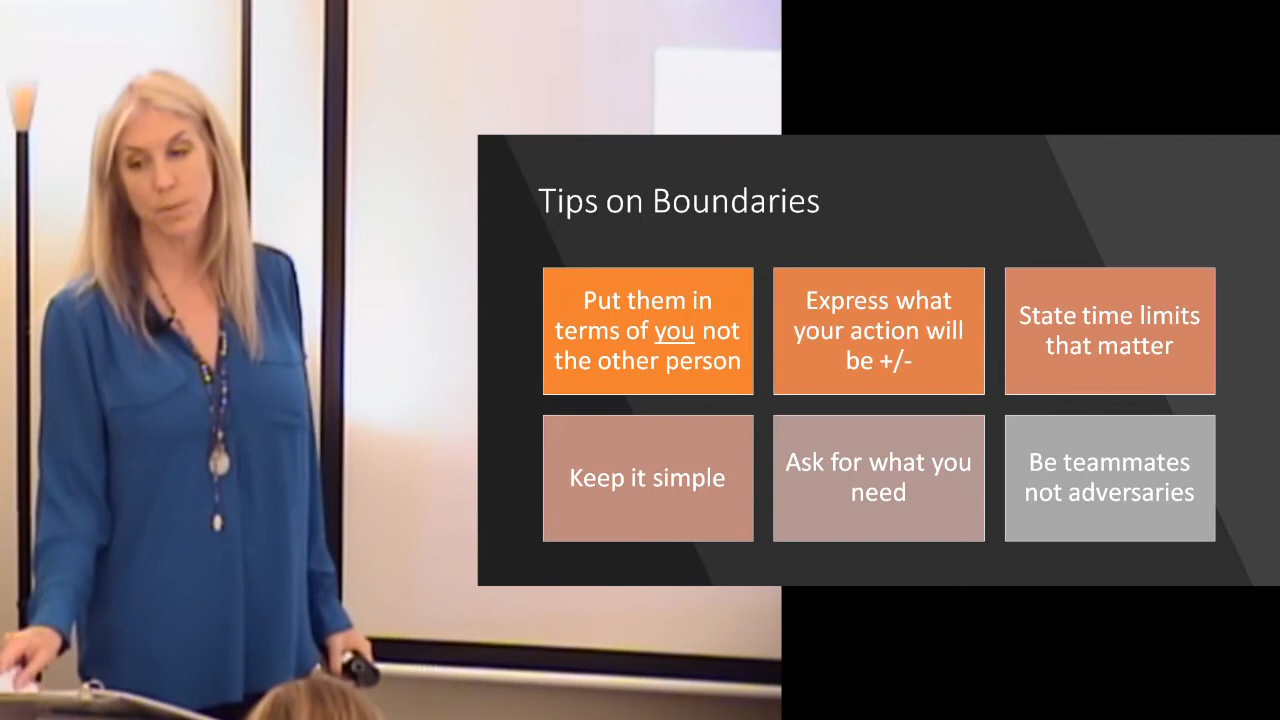 Tips on Boundaries
Put them in
terms of you not
the other person
Express what
your action will
be +/-
State time limits
that matter
Keep it simple
Ask for what you
need
Be teammates
not adversaries